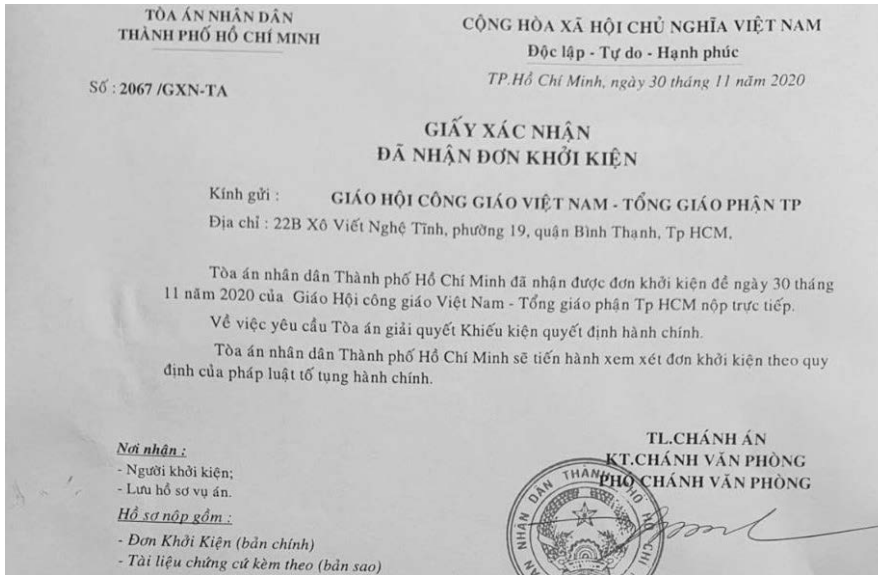 TÒA ÁN NHÂN DÂN
THÀNH PHỐ HỒ CHÍ MINH
CỘNG HÒA XÃ HỘI CHỦ NGHĨA VIỆT NAM
Độc lập - Tự do - Hạnh phúc
Số : 2067 /GXN-TA
TP.Hồ Chí Minh, ngày 30 tháng 11 năm 2020
GIẤY XÁC NHẬN
ĐÃ NHẬN ĐƠN KHỞI KIỆN
Kính gửi : GIÁO HỘI CÔNG GIÁO VIỆT NAM - TỔNG GIÁO PHẬN TP
Địa chỉ : 22B Xô Viết Nghệ Tĩnh, phường 19, quận Bình Thạnh, Tp HCM.
Tòa án nhân dân Thành phố Hồ Chí Minh đã nhận được đơn khởi kiện đề ngày 30 tháng
11 năm 2020 của Giáo Hội công giáo Việt Nam - Tổng giáo phận Tp HCM nộp trực tiếp.
Về việc yêu cầu Tòa án giải quyết Khiếu kiện quyết định hành chính.
Tòa án nhân dân Thành phố Hồ Chí Minh sẽ tiến hành xem xét đơn khởi kiện theo quy
định của pháp luật tố tụng hành chính.
TL.CHÁNH ÁN
KT.CHÁNH VĂN PHÒNG
PHÓ CHÁNH VĂN PHÒNG
Nơi nhận :
- Người khởi kiện;
- Lưu hồ sơ vụ án.
Hồ sơ nộp gồm :
- Đơn Khởi Kiện (bản chính)
- Tài liệu chứng cứ kèm theo (bản sao)
NHÂN DÂN THÀNH PHỐ HỒ CHÍ